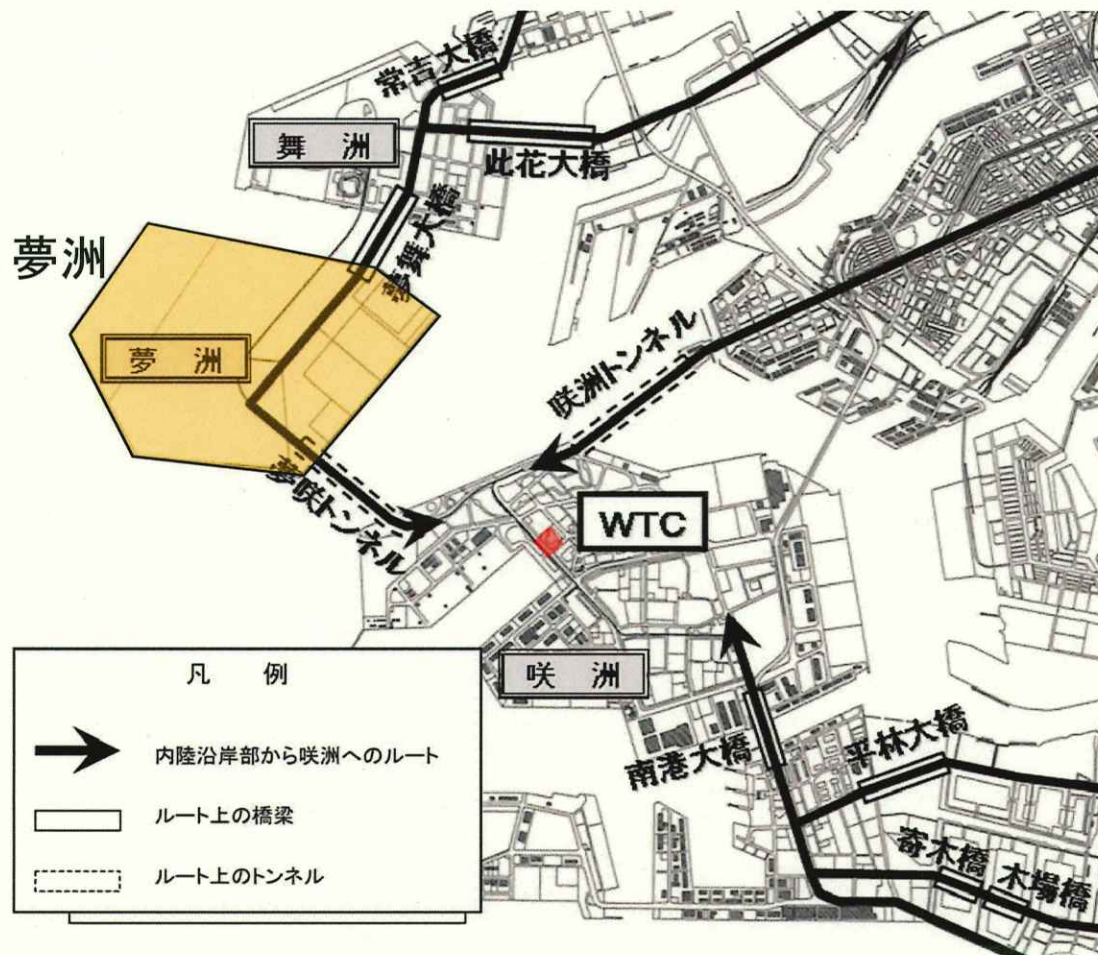 常吉大橋
舞 洲
此花大橋
夢舞大橋
夢洲
夢 洲
咲洲トンネル
夢咲トンネル
WTC
咲 洲
南港大橋
平林大橋
寄木橋
木場橋
凡 例
内陸沿岸部から咲洲へのルート
ルート上の橋梁
ルート上のトンネル